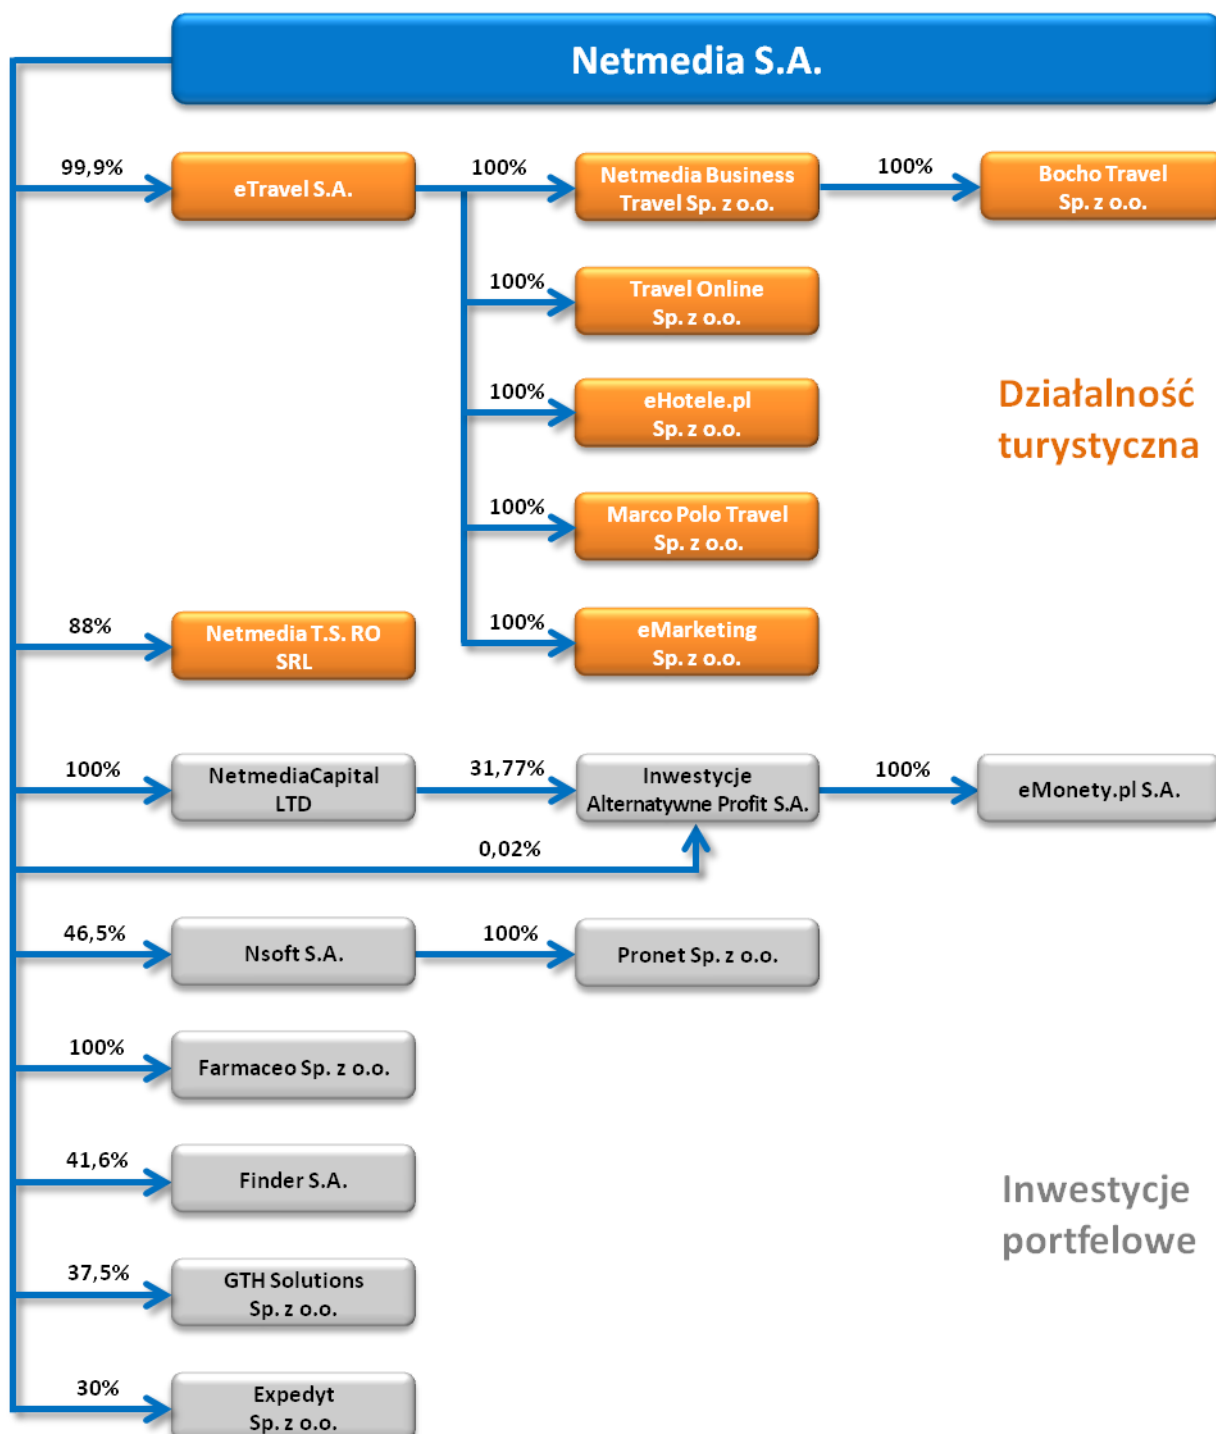 Netmedia S.A.
99,9%
eTravel S.A.
100%
Netmedia Business
Travel Sp. z o.o.
100%
Bocho Travel
Sp. z o.o.
100%
Travel Online
Sp. z o.o.
100%
eHotele.pl
Sp. z o.o.
Działalność
turystyczna
100%
Marco Polo Travel
Sp. z o.o.
88%
Netmedia T.S. RO
SRL
100%
eMarketing
Sp. z o.o.
100%
NetmediaCapital
LTD
31,77%
Inwestycje
Alternatywne Profit S.A.
100%
eMonety.pl S.A.
0,02%
46,5%
Nsoft S.A.
100%
Pronet Sp. z o.o.
100%
Farmaceo Sp. z o.o.
41,6%
Finder S.A.
Inwestycje
portfelowe
37,5%
GTH Solutions
Sp. z o.o.
30%
Expedyt
Sp. z o.o.